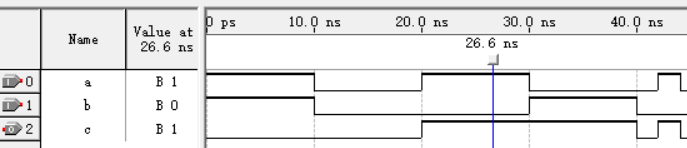 Name Value at 26.6 ns 0 ps 10.0 ns 20.0 ns 30.0 ns 40.0 ns
26.6 ns
0 a B 1
1 b B 0
2 c B 1